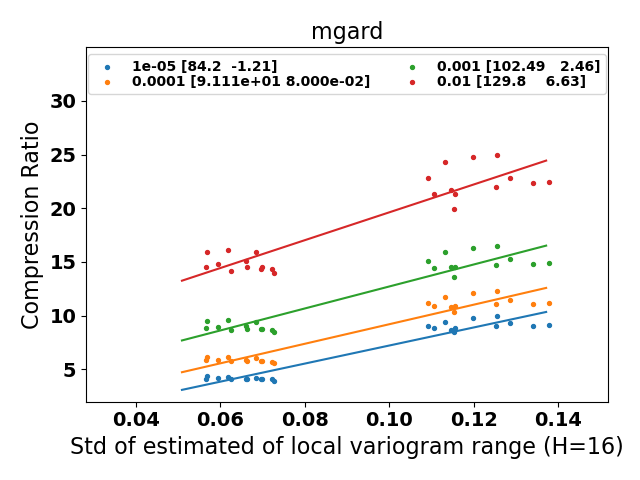 mgard
1e-05 [84.2  -1.21]
0.0001 [9.111e+01 8.000e-02]
0.001 [102.49   2.46]
0.01 [129.8    6.63]
Compression Ratio
30
25
20
15
10
5
0.04 0.06 0.08 0.10 0.12 0.14
Std of estimated of local variogram range (H=16)